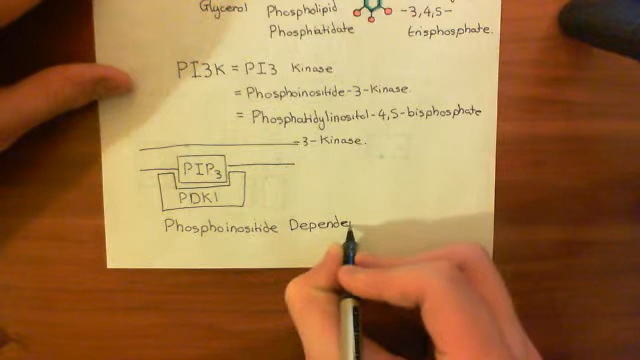 Glycerol Phospholipid -3,4,5-
Phosphatidate trisphosphate.
PI3K = PI3 Kinase
= Phosphoinositide-3-Kinase.
= Phosphatidylinositol-4,5-bisphosphate
-3-Kinase.
PIP3
PDK1
Phosphoinositide Depende